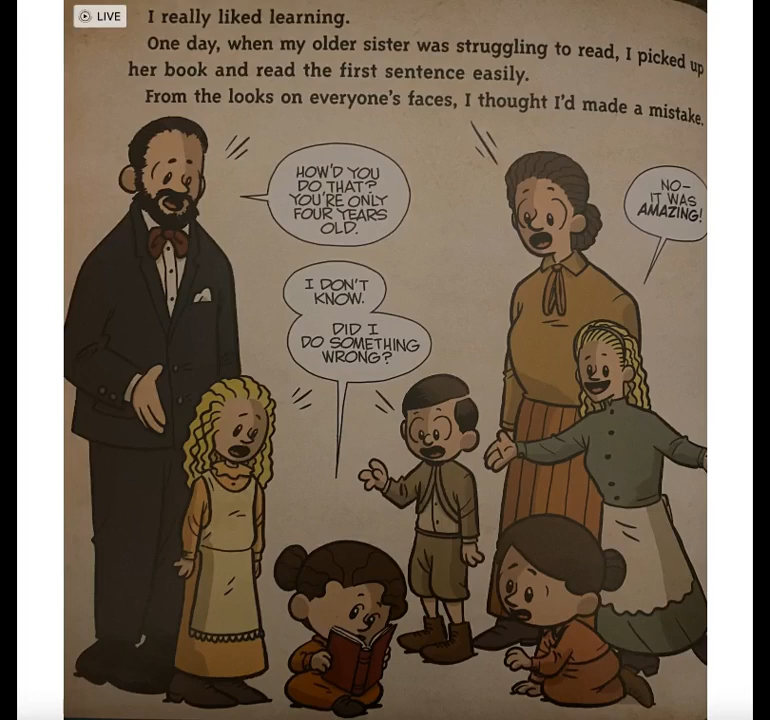 LIVE
I really liked learning.
One day, when my older sister was struggling to read, I picked up
her book and read the first sentence easily.
From the looks on everyone's faces, I thought I'd made a mistake.
HOW'D YOU
DO THAT?
YOU'RE ONLY
FOUR YEARS
OLD.
NO–
IT WAS
AMAZING!
I DON'T
KNOW.
DID I
DO SOMETHING
WRONG?